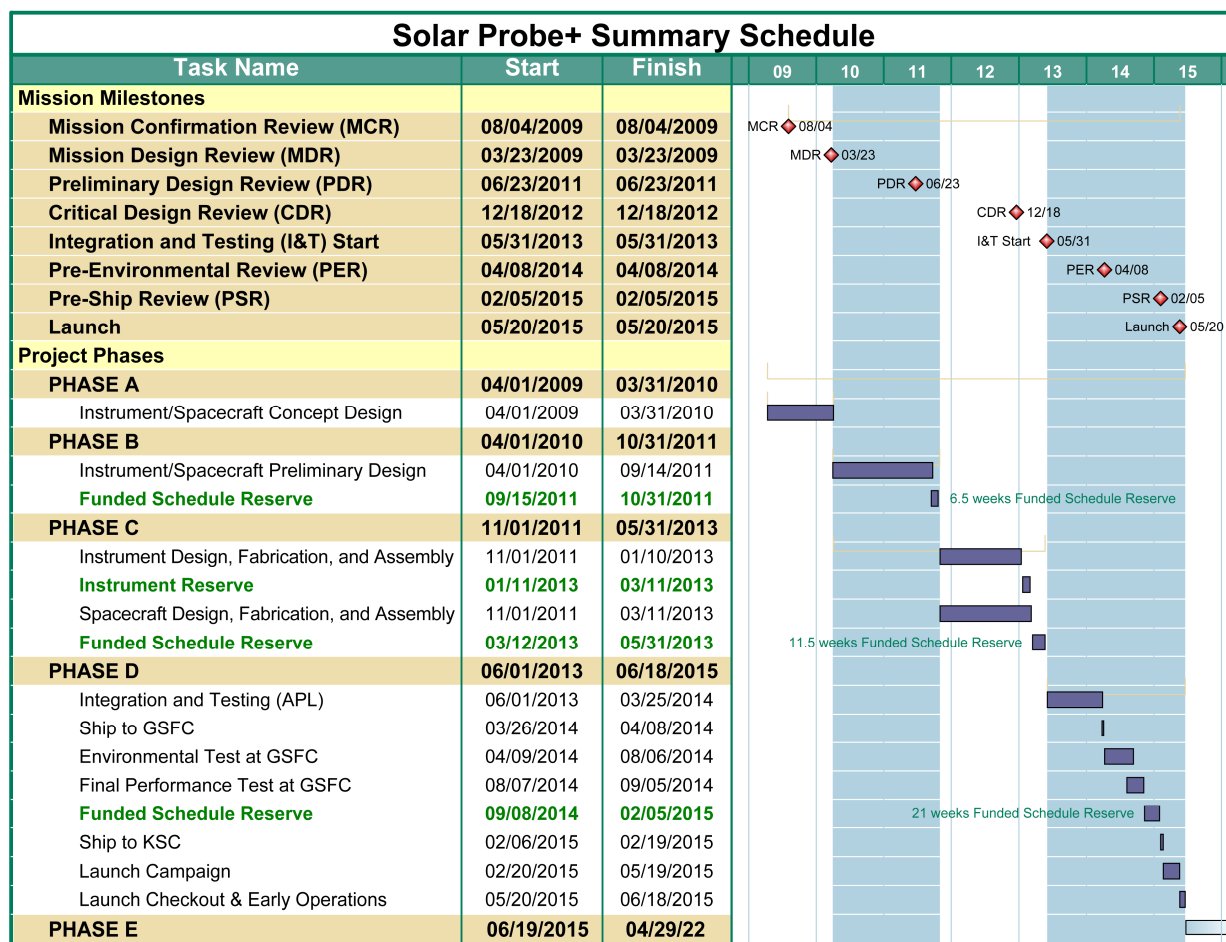 Solar Probe+ Summary Schedule
Task Name Start Finish 09 10 11 12 13 14 15
Mission Milestones
Mission Confirmation Review (MCR) 08/04/2009 08/04/2009 MCR 08/04
Mission Design Review (MDR) 03/23/2009 03/23/2009 MDR 03/23
Preliminary Design Review (PDR) 06/23/2011 06/23/2011 PDR 06/23
Critical Design Review (CDR) 12/18/2012 12/18/2012 CDR 12/18
Integration and Testing (I&T) Start 05/31/2013 05/31/2013 I&T Start 05/31
Pre-Environmental Review (PER) 04/08/2014 04/08/2014 PER 04/08
Pre-Ship Review (PSR) 02/05/2015 02/05/2015 PSR 02/05
Launch 05/20/2015 05/20/2015 Launch 05/20
Project Phases
PHASE A 04/01/2009 03/31/2010
Instrument/Spacecraft Concept Design 04/01/2009 03/31/2010
PHASE B 04/01/2010 10/31/2011
Instrument/Spacecraft Preliminary Design 04/01/2010 09/14/2011
Funded Schedule Reserve 09/15/2011 10/31/2011 6.5 weeks Funded Schedule Reserve
PHASE C 11/01/2011 05/31/2013
Instrument Design, Fabrication, and Assembly 11/01/2011 01/10/2013
Instrument Reserve 01/11/2013 03/11/2013
Spacecraft Design, Fabrication, and Assembly 11/01/2011 03/11/2013
Funded Schedule Reserve 03/12/2013 05/31/2013 11.5 weeks Funded Schedule Reserve
PHASE D 06/01/2013 06/18/2015
Integration and Testing (APL) 06/01/2013 03/25/2014
Ship to GSFC 03/26/2014 04/08/2014
Environmental Test at GSFC 04/09/2014 08/06/2014
Final Performance Test at GSFC 08/07/2014 09/05/2014
Funded Schedule Reserve 09/08/2014 02/05/2015 21 weeks Funded Schedule Reserve
Ship to KSC 02/06/2015 02/19/2015
Launch Campaign 02/20/2015 05/19/2015
Launch Checkout & Early Operations 05/20/2015 06/18/2015
PHASE E 06/19/2015 04/29/22